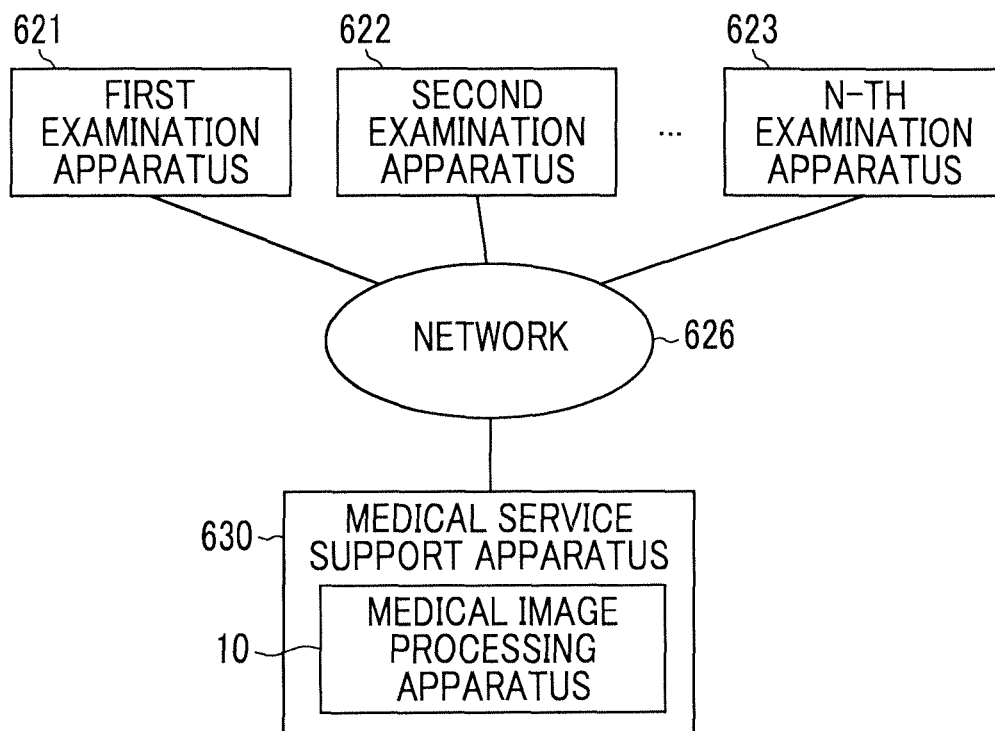 621
622
623
FIRST
EXAMINATION
APPARATUS
SECOND
EXAMINATION
APPARATUS
...
N-TH
EXAMINATION
APPARATUS
NETWORK
626
630
MEDICAL SERVICE
SUPPORT APPARATUS
10
MEDICAL IMAGE
PROCESSING
APPARATUS